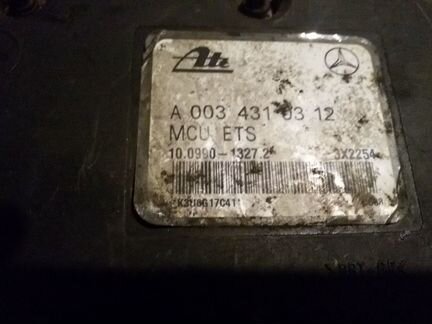 Ate
A 003 431 03 12
MCU ETS
10.0990-1327.2
3X2254